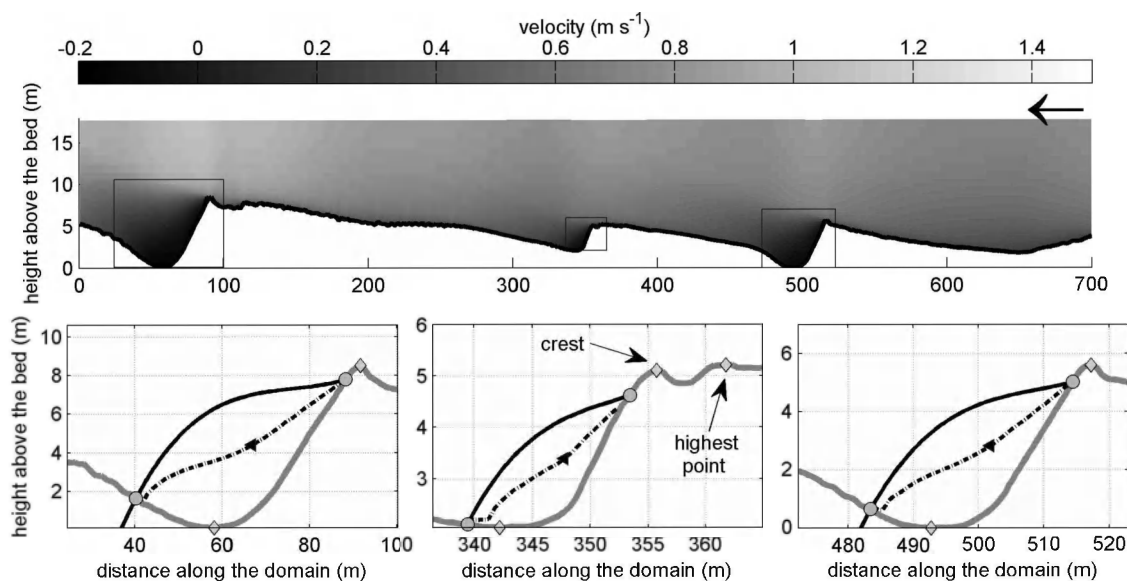 velocity (m s⁻¹)
-0.2 0 0.2 0.4 0.6 0.8 1 1.2 1.4
height above the bed (m)
15
10
5
0
0 100 200 300 400 500 600 700
height above the bed (m)
10
8
6
4
2
40 60 80 100
distance along the domain (m)
6
5
4
3
crest
highest
point
340 345 350 355 360
distance along the domain (m)
6
4
2
0
480 490 500 510 520
distance along the domain (m)